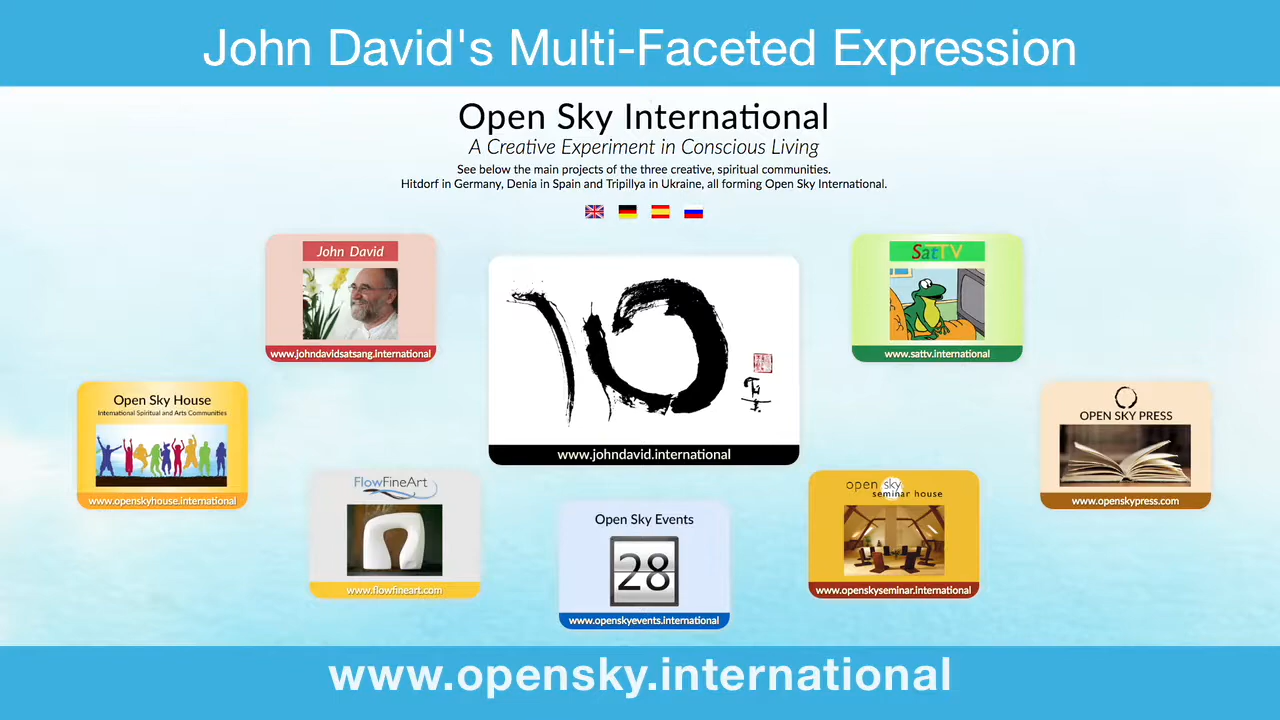 John David's Multi-Faceted Expression
Open Sky International
A Creative Experiment in Conscious Living
See below the main projects of the three creative, spiritual communities.
Hitdorf in Germany, Denia in Spain and Tripillya in Ukraine, all forming Open Sky International.
John David
www.johndavidsatsang.international
www.johndavid.international
SatTV
www.sattv.international
Open Sky House
International Spiritual and Arts Communities
www.openskyhouse.international
FlowFineArt
www.flowfineart.com
Open Sky Events
28
www.openskyevents.international
open sky
seminar house
www.openskyseminar.international
OPEN SKY PRESS
www.openskypress.com
www.opensky.international